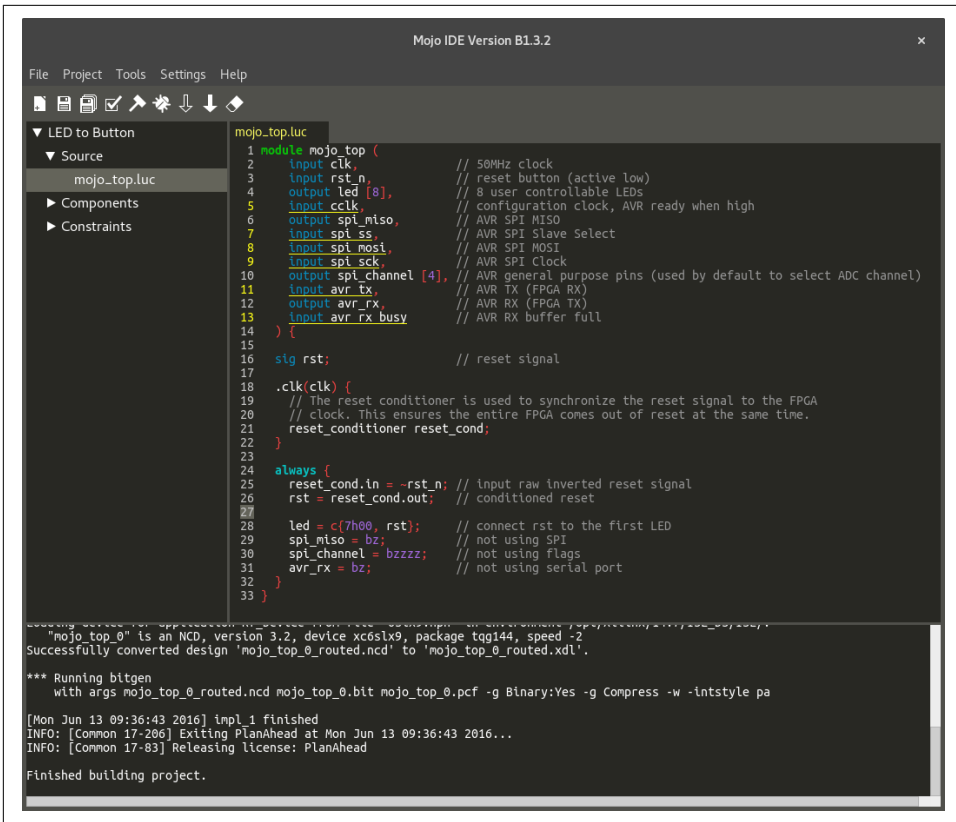 Mojo IDE Version B1.3.2 ×
File Project Tools Settings Help
▼ LED to Button
▼ Source
mojo_top.luc
▶ Components
▶ Constraints
mojo_top.luc
1 module mojo_top (
2 input clk, // 50MHz clock
3 input rst_n, // reset button (active low)
4 output led [8], // 8 user controllable LEDs
5 input cclk, // configuration clock, AVR ready when high
6 output spi_miso, // AVR SPI MISO
7 input spi_ss, // AVR SPI Slave Select
8 input spi_mosi, // AVR SPI MOSI
9 input spi_sck, // AVR SPI Clock
10 output spi_channel [4], // AVR general purpose pins (used by default to select ADC channel)
11 input avr_tx, // AVR TX (FPGA RX)
12 output avr_rx, // AVR RX (FPGA TX)
13 input avr_rx_busy // AVR RX buffer full
14 ) {
15
16 sig rst; // reset signal
17
18 .clk(clk) {
19 // The reset conditioner is used to synchronize the reset signal to the FPGA
20 // clock. This ensures the entire FPGA comes out of reset at the same time.
21 reset_conditioner reset_cond;
22 }
23
24 always {
25 reset_cond.in = ~rst_n; // input raw inverted reset signal
26 rst = reset_cond.out; // conditioned reset
27
28 led = c{7h00, rst}; // connect rst to the first LED
29 spi_miso = bz; // not using SPI
30 spi_channel = bzzzz; // not using flags
31 avr_rx = bz; // not using serial port
32 }
33 }
"mojo_top_0" is an NCD, version 3.2, device xc6slx9, package tqg144, speed -2
Successfully converted design 'mojo_top_0_routed.ncd' to 'mojo_top_0_routed.xdl'.
*** Running bitgen
with args mojo_top_0_routed.ncd mojo_top_0.bit mojo_top_0.pcf -g Binary:Yes -g Compress -w -intstyle pa
[Mon Jun 13 09:36:43 2016] impl_1 finished
INFO: [Common 17-206] Exiting PlanAhead at Mon Jun 13 09:36:43 2016...
INFO: [Common 17-83] Releasing license: PlanAhead
Finished building project.